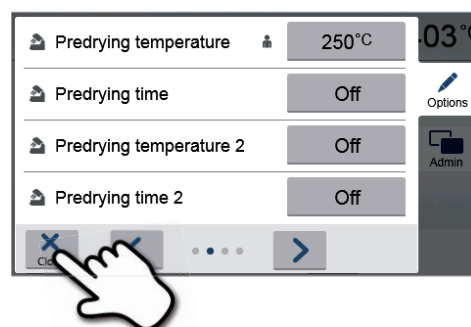 Predrying temperature 250°C
03°
Predrying time Off
Options
Predrying temperature 2 Off
Admin
Predrying time 2 Off